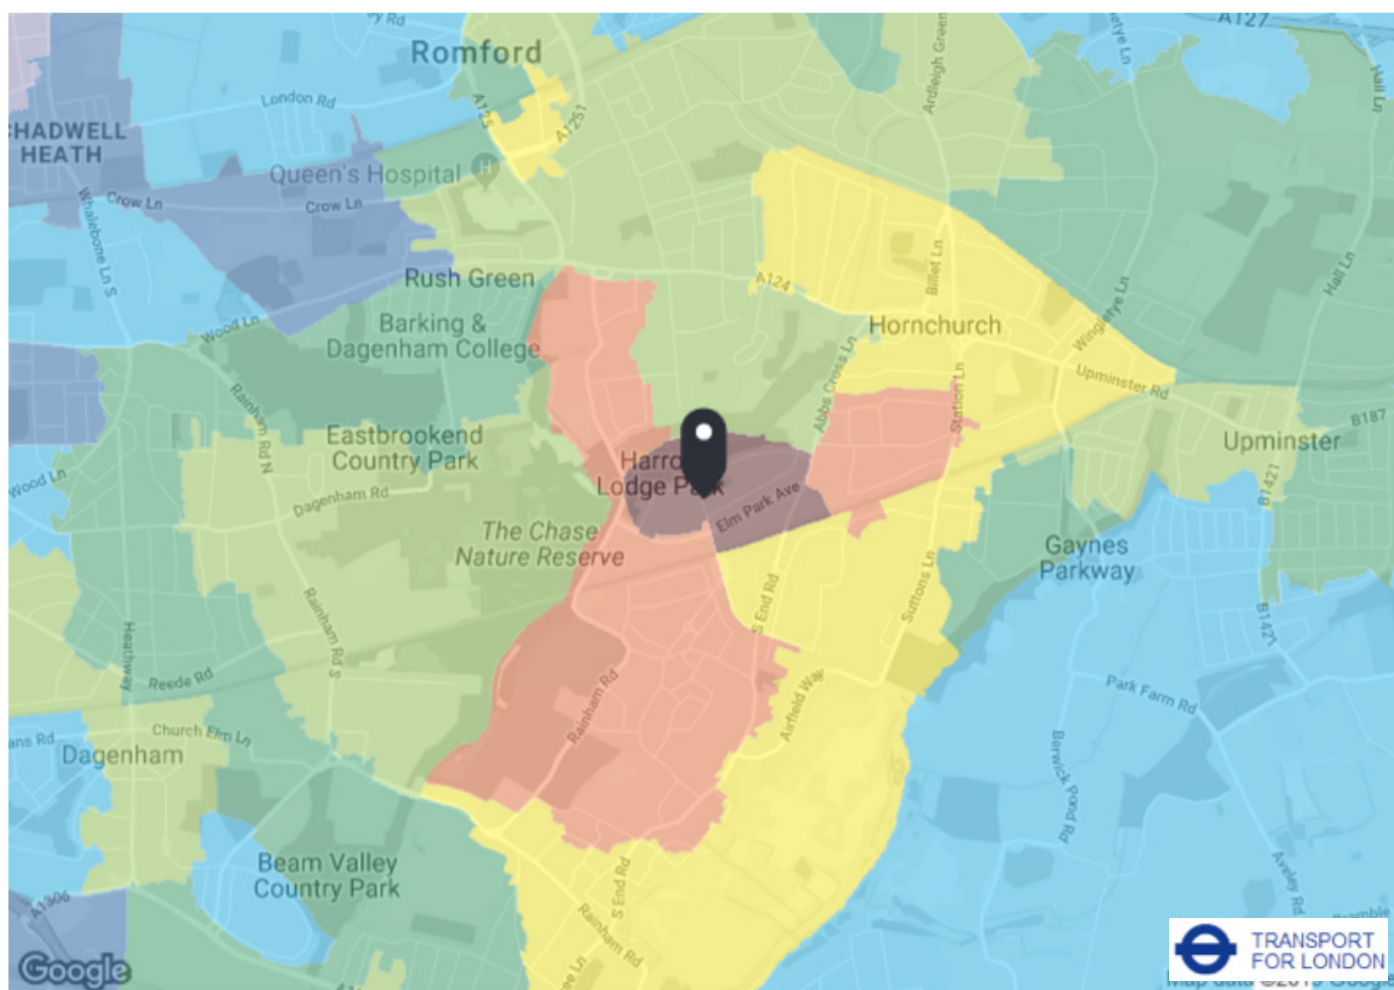 A127
Romford
London Rd
Ardleigh Green
Hall Ln
A125
A1251
CHADWELL
HEATH
Queen's Hospital
H
Whalebone Ln S
Crow Ln
Crow Ln
Rush Green
A124
Billet Ln
Hall Ln
Wingletye Ln
Hornchurch
Wood Ln
Barking &
Dagenham College
Abbs Cross Ln
Station Ln
Upminster Rd
B187
Rainham Rd N
Eastbrookend
Country Park
Upminster
Wood Ln
Lodge Park
Dagenham Rd
Elm Park Ave
B1421
The Chase
Nature Reserve
Gaynes
Parkway
S End Rd
Suttons Ln
Rainham Rd S
B1421
Heathway
Reede Rd
Rainham Rd
Airfield Way
Park Farm Rd
Church Elm Ln
Dagenham
Berwick Pond Rd
Beam Valley
Country Park
S End Rd
Aveley Rd
A1306
Rainham Rd
Google
TRANSPORT
FOR LONDON